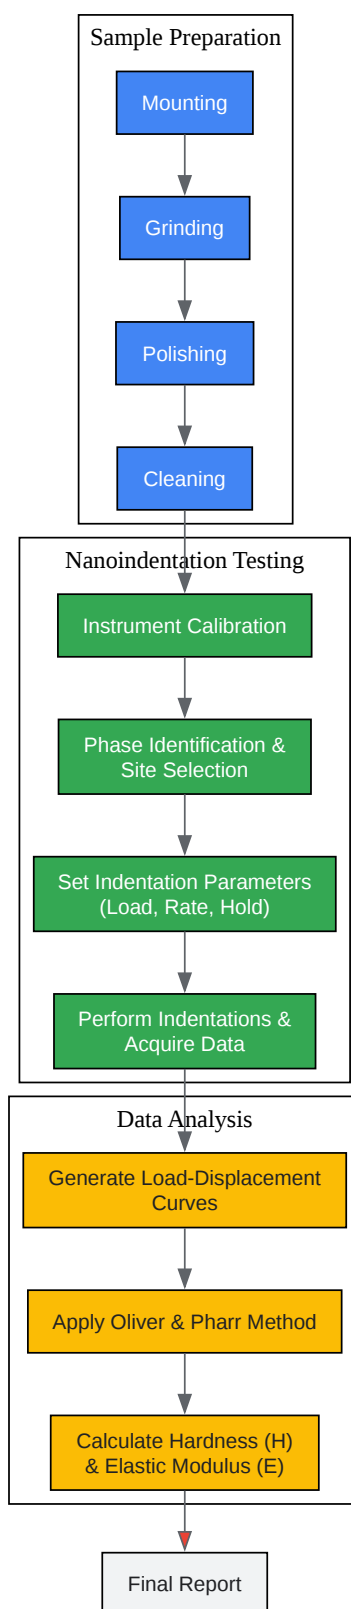 Sample Preparation
Mounting
Grinding
Polishing
Cleaning
Nanoindentation Testing
Instrument Calibration
Phase Identification &
Site Selection
Set Indentation Parameters
(Load, Rate, Hold)
Perform Indentations &
Acquire Data
Data Analysis
Generate Load-Displacement
Curves
Apply Oliver & Pharr Method
Calculate Hardness (H)
& Elastic Modulus (E)
Final Report